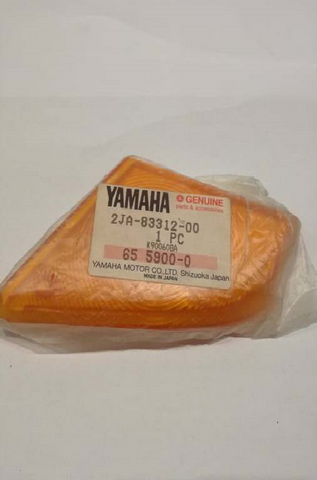 YAMAHA GENUINE
parts & accessories
2JA-83312-00
1 PC
K90060BA
65 5900-0
YAMAHA MOTOR CO.,LTD. Shizuoka Japan
MADE IN JAPAN